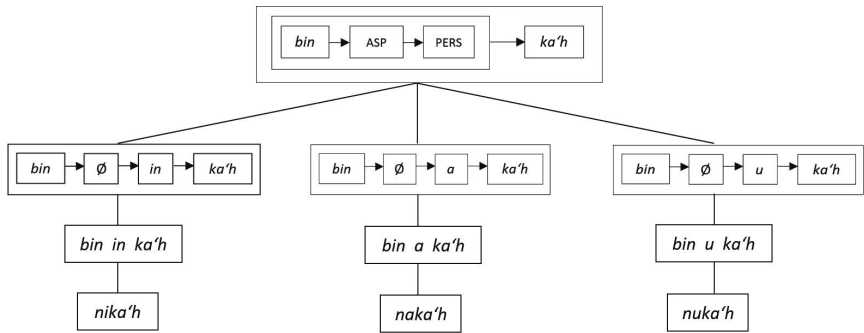 bin ASP PERS ka‘h
bin Ø in ka‘h bin Ø a ka‘h bin Ø u ka‘h
bin in ka‘h bin a ka‘h bin u ka‘h
nika‘h naka‘h nuka‘h